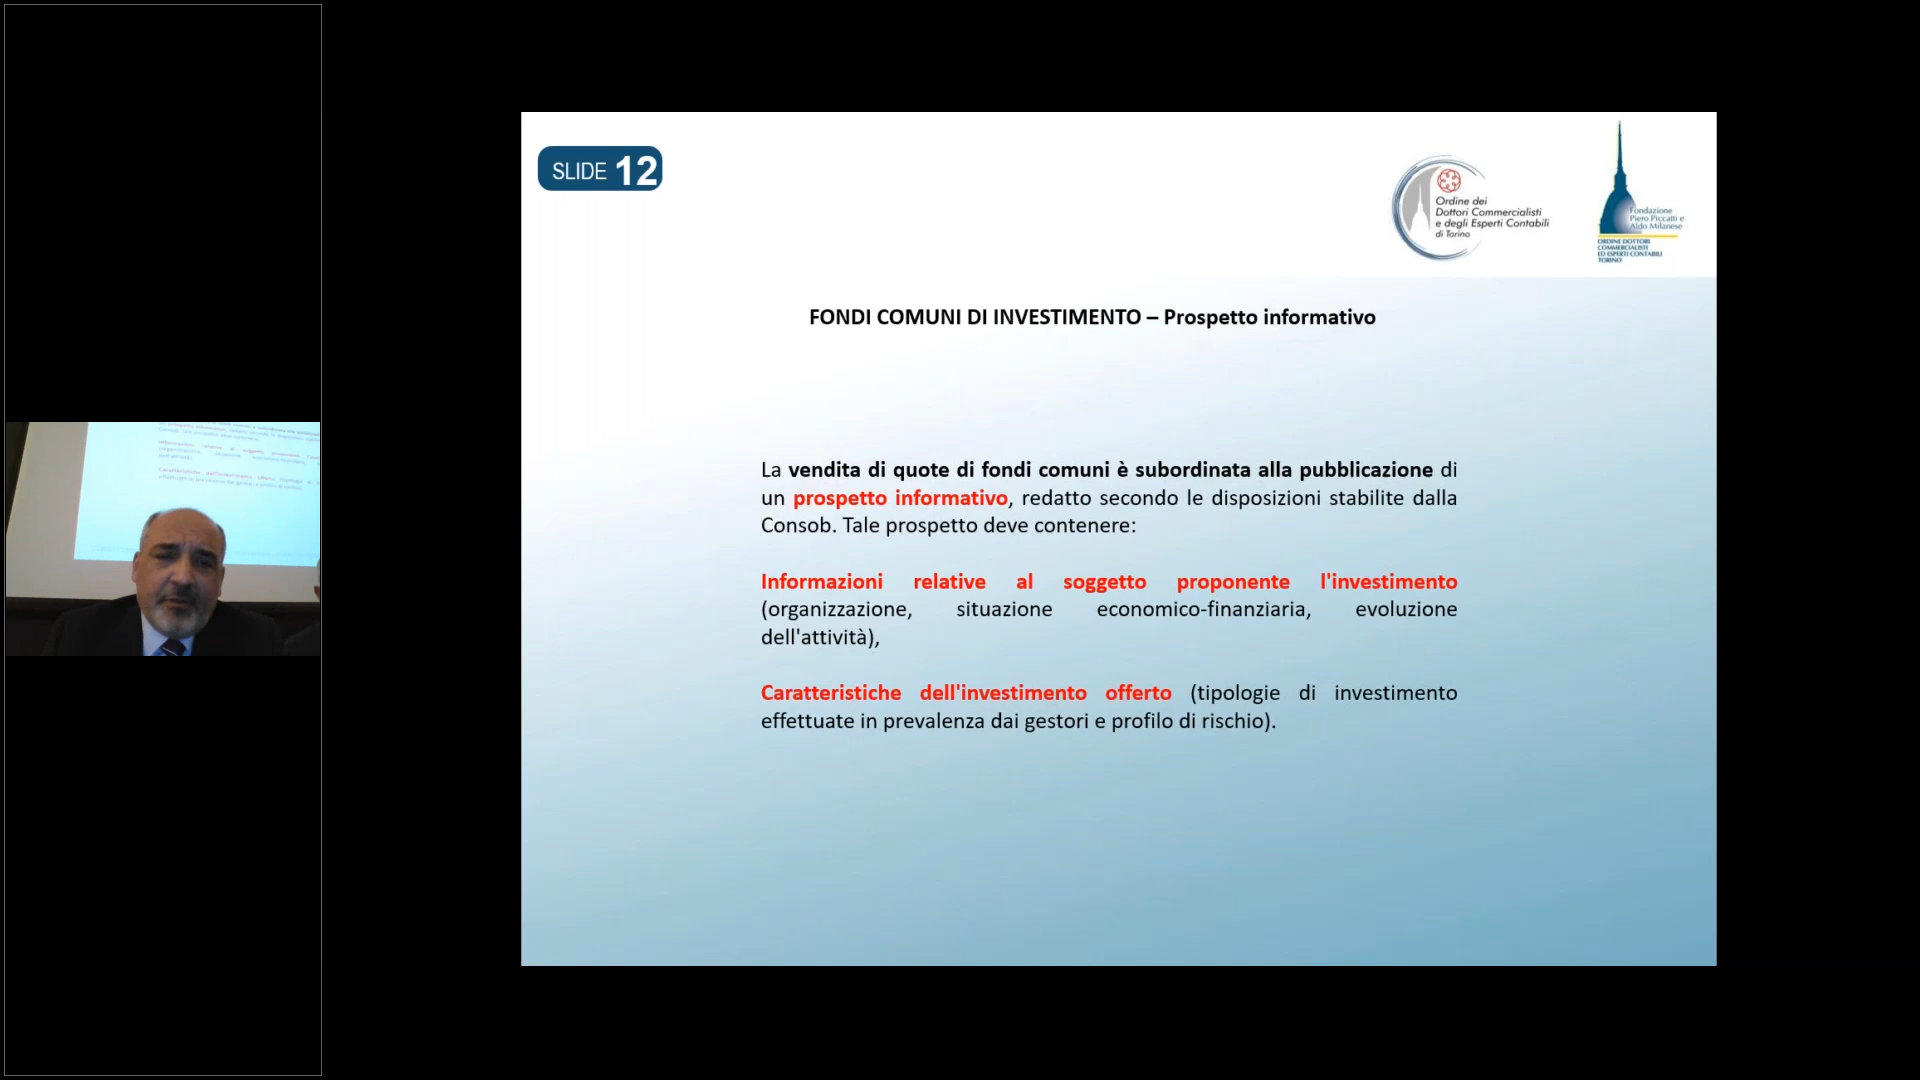 SLIDE 12
Ordine dei
Dottori Commercialisti
e degli Esperti Contabili
di Torino
Fondazione
Piero Piccatti e
Aldo Milanese
ORDINE DOTTORI
COMMERCIALISTI
ED ESPERTI CONTABILI
TORINO
FONDI COMUNI DI INVESTIMENTO – Prospetto informativo
La vendita di quote di fondi comuni è subordinata alla pubblicazione di
un prospetto informativo, redatto secondo le disposizioni stabilite dalla
Consob. Tale prospetto deve contenere:
Informazioni relative al soggetto proponente l'investimento
(organizzazione, situazione economico-finanziaria, evoluzione
dell'attività),
Caratteristiche dell'investimento offerto (tipologie di investimento
effettuate in prevalenza dai gestori e profilo di rischio).